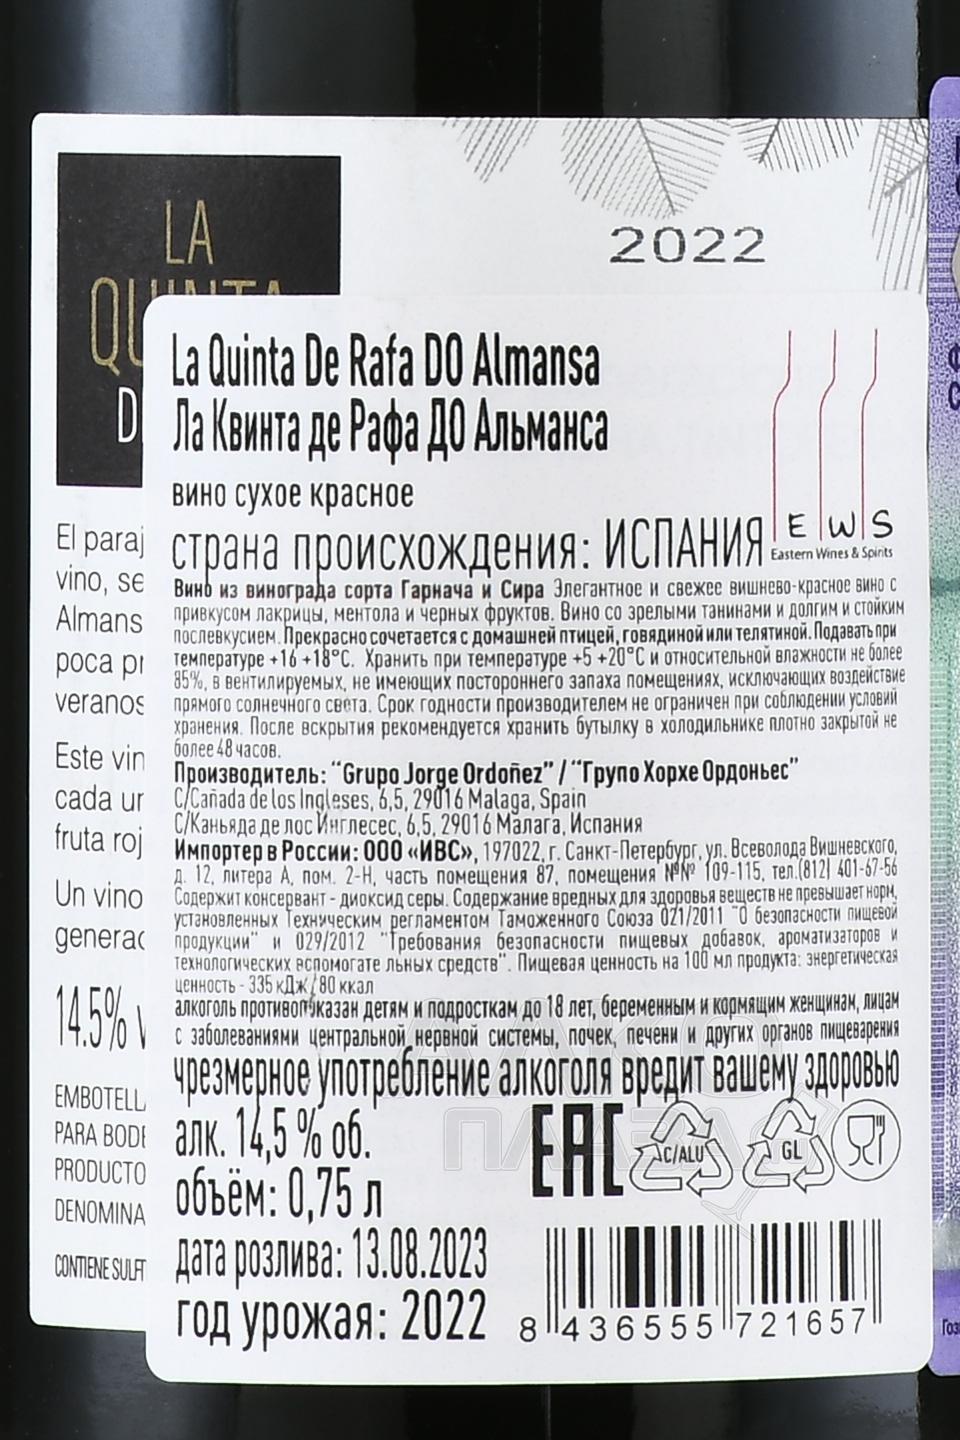 LA
2022
La Quinta De Rafa DO Almansa
Ла Квинта де Рафа ДО Альманса
вино сухое красное
страна происхождения: ИСПАНИЯ
E W S
Eastern Wines & Spirits
Вино из винограда сорта Гарнача и Сира Элегантное и свежее вишнево-красное вино с
привкусом лакрицы, ментола и черных фруктов. Вино со зрелыми танинами и долгим и стойким
послевкусием. Прекрасно сочетается с домашней птицей, говядиной или телятиной. Подавать при
температуре +16 +18°C. Хранить при температуре +5 +20°C и относительной влажности не более
85%, в вентилируемых, не имеющих постороннего запаха помещениях, исключающих воздействие
прямого солнечного света. Срок годности производителем не ограничен при соблюдении условий
хранения. После вскрытия рекомендуется хранить бутылку в холодильнике плотно закрытой не
более 48 часов.
Производитель: "Grupo Jorge Ordoñez" / "Групо Хорхе Ордоньес"
C/Cañada de los Ingleses, 6,5, 29016 Malaga, Spain
С/Каньяда де лос Инглесес, 6,5, 29016 Малага, Испания
Импортер в России: ООО «ИВС», 197022, г. Санкт-Петербург, ул. Всеволода Вишневского,
д. 12, литера А, пом. 2-Н, часть помещения 87, помещения №№ 109-115, тел.(812) 401-67-56
Содержит консервант - диоксид серы. Содержание вредных для здоровья веществ не превышает норм,
установленных Техническим регламентом Таможенного Союза 021/2011 "О безопасности пищевой
продукции" и 029/2012 "Требования безопасности пищевых добавок, ароматизаторов и
технологических вспомогате льных средств". Пищевая ценность на 100 мл продукта: энергетическая
ценность - 335 кДж / 80 ккал
алкоголь противопоказан детям и подросткам до 18 лет, беременным и кормящим женщинам, лицам
с заболеваниями центральной нервной системы, почек, печени и других органов пищеварения
чрезмерное употребление алкоголя вредит вашему здоровью
алк. 14,5 % об.
объём: 0,75 л
дата розлива: 13.08.2023
год урожая: 2022
EAC
C/ALU
GL
8 436555 721657
El paraj
vino, se
Almans
poca pr
veranos
Este vin
cada un
fruta roj
Un vino
generac
14.5% v
EMBOTELLA
PARA BODE
PRODUCTO
DENOMINA
CONTIENE SULFIT
АЛКО
ПЛАЗА